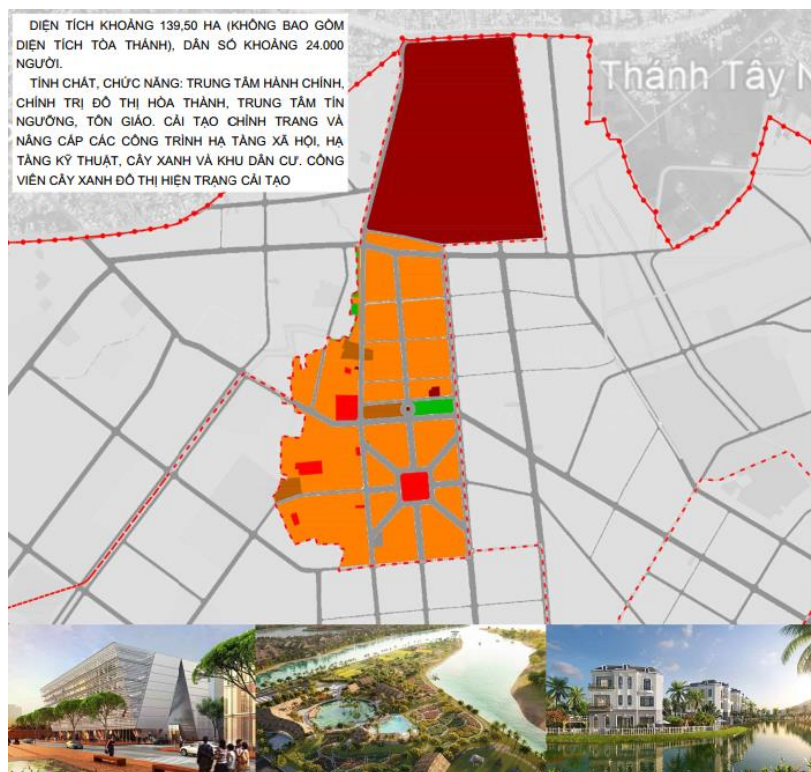 DIỆN TÍCH KHOẢNG 139,50 HA (KHÔNG BAO GỒM
DIỆN TÍCH TÒA THÁNH), DÂN SỐ KHOẢNG 24.000
NGƯỜI.
TÍNH CHẤT, CHỨC NĂNG: TRUNG TÂM HÀNH CHÍNH,
CHÍNH TRỊ ĐÔ THỊ HÒA THÀNH, TRUNG TÂM TÍN
NGƯỠNG, TÔN GIÁO. CẢI TẠO CHỈNH TRANG VÀ
NÂNG CẤP CÁC CÔNG TRÌNH HẠ TẦNG XÃ HỘI, HẠ
TẦNG KỸ THUẬT, CÂY XANH VÀ KHU DÂN CƯ. CÔNG
VIÊN CÂY XANH ĐÔ THỊ HIỆN TRẠNG CẢI TẠO
Thánh Tây N